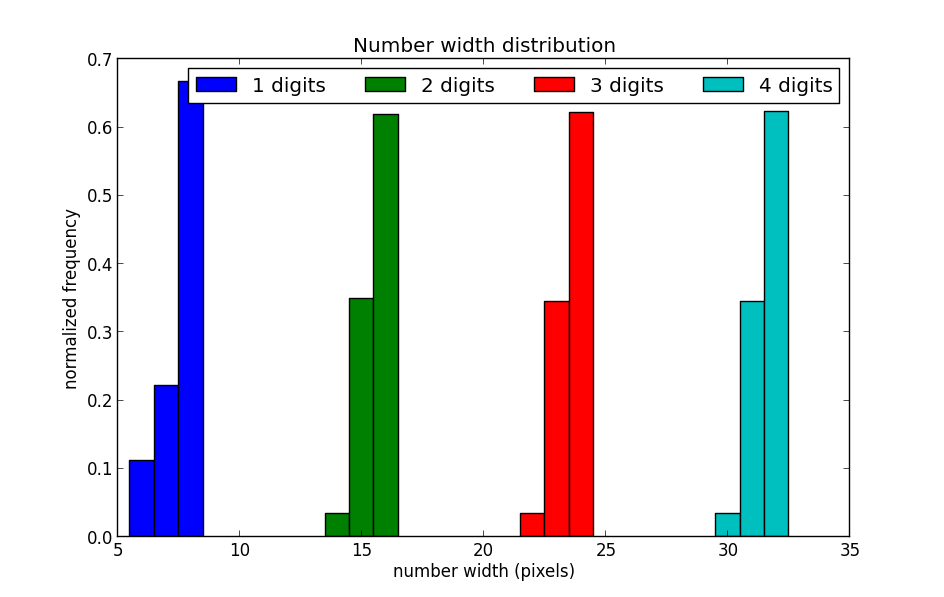 Number width distribution
1 digits 2 digits 3 digits 4 digits
0.7
0.6
0.5
0.4
0.3
0.2
0.1
0.0
normalized frequency
5 10 15 20 25 30 35
number width (pixels)